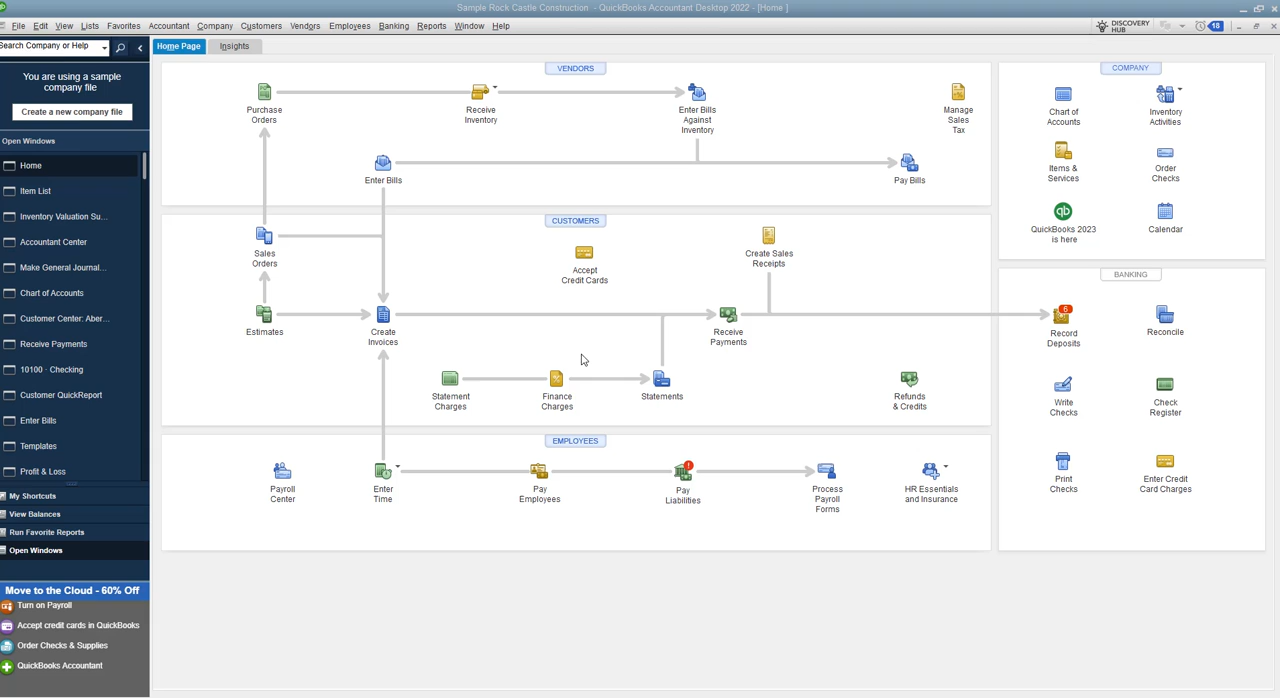 Sample Rock Castle Construction - QuickBooks Accountant Desktop 2022 - [Home ]
File Edit View Lists Favorites Accountant Company Customers Vendors Employees Banking Reports Window Help
DISCOVERY
HUB
18
Search Company or Help
Home Page
Insights
You are using a sample
company file
Create a new company file
Open Windows
Home
Item List
Inventory Valuation Su...
Accountant Center
Make General Journal...
Chart of Accounts
Customer Center: Aber...
Receive Payments
10100 · Checking
Customer QuickReport
Enter Bills
Templates
Profit & Loss
My Shortcuts
View Balances
Run Favorite Reports
Open Windows
Move to the Cloud - 60% Off
Turn on Payroll
Accept credit cards in QuickBooks
Order Checks & Supplies
QuickBooks Accountant
VENDORS
Purchase
Orders
Receive
Inventory
Enter Bills
Against
Inventory
Manage
Sales
Tax
Enter Bills
Pay Bills
CUSTOMERS
Sales
Orders
Accept
Credit Cards
Create Sales
Receipts
Estimates
Create
Invoices
Receive
Payments
Statement
Charges
Finance
Charges
Statements
Refunds
& Credits
EMPLOYEES
Payroll
Center
Enter
Time
Pay
Employees
Pay
Liabilities
Process
Payroll
Forms
HR Essentials
and Insurance
COMPANY
Chart of
Accounts
Inventory
Activities
Items &
Services
Order
Checks
qb
QuickBooks 2023
is here
Calendar
BANKING
6
Record
Deposits
Reconcile
Write
Checks
Check
Register
Print
Checks
Enter Credit
Card Charges